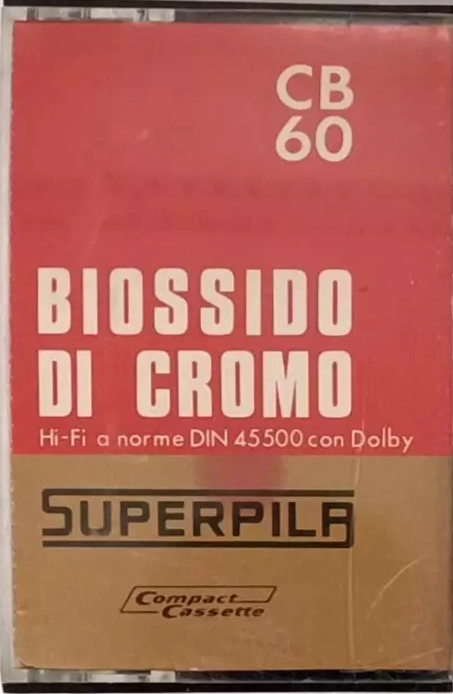 CB
60
BIOSSIDO
DI CROMO
Hi-Fi a norme DIN 45500 con Dolby
SUPERPILA
Compact
Cassette